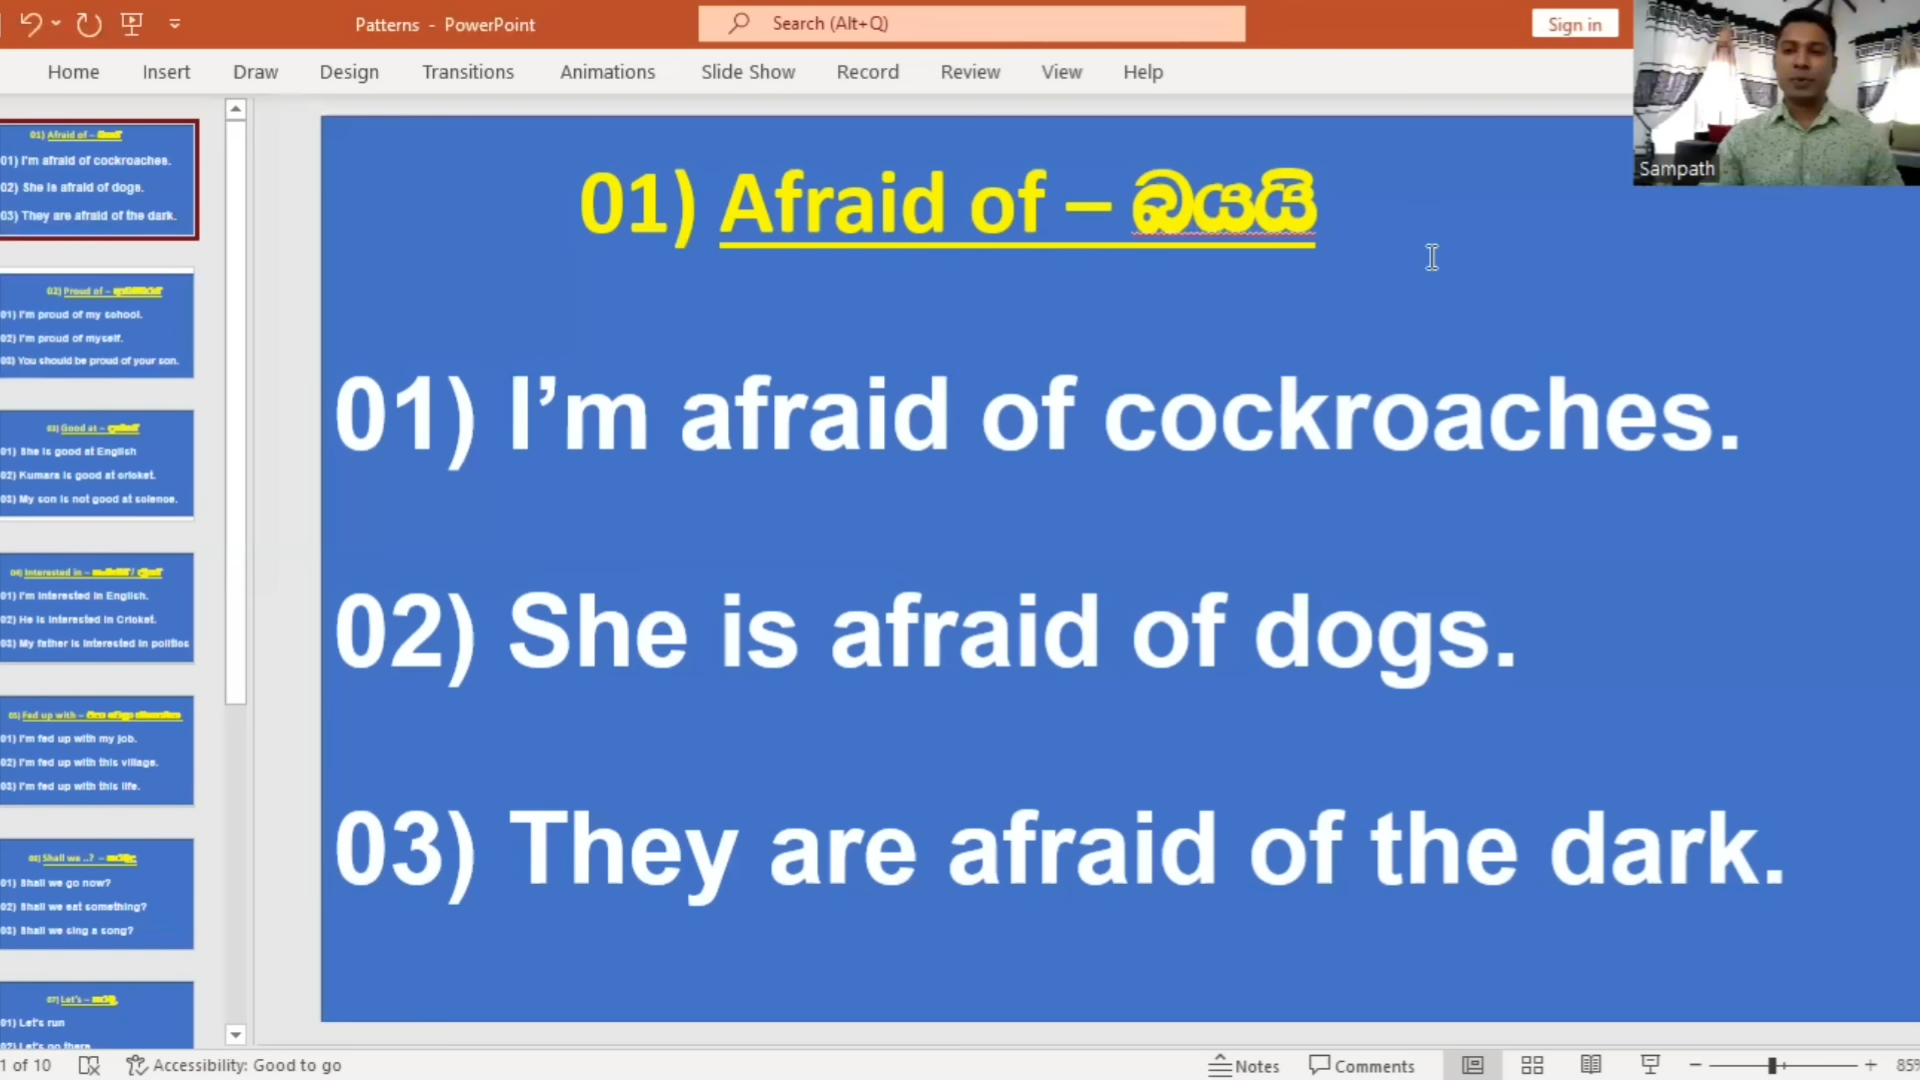 Patterns - PowerPoint
Search (Alt+Q)
Sign in
Home Insert Draw Design Transitions Animations Slide Show Record Review View Help
Sampath
01) Afraid of –
01) I'm afraid of cockroaches.
02) She is afraid of dogs.
03) They are afraid of the dark.
02) Proud of –
01) I'm proud of my school.
02) I'm proud of myself.
03) You should be proud of your son.
03) Good at –
01) She is good at English
02) Kumara is good at cricket.
03) My son is not good at science.
04) Interested in –
01) I'm interested in English.
02) He is interested in Cricket.
03) My father is interested in politics
05) Fed up with –
01) I'm fed up with my job.
02) I'm fed up with this village.
03) I'm fed up with this life.
06) Shall we ..? –
01) Shall we go now?
02) Shall we eat something?
03) Shall we sing a song?
07) Let's –
01) Let's run
02) Let's go there
01) Afraid of – බයයි
01) I’m afraid of cockroaches.
02) She is afraid of dogs.
03) They are afraid of the dark.
1 of 10 Accessibility: Good to go Notes Comments 85%